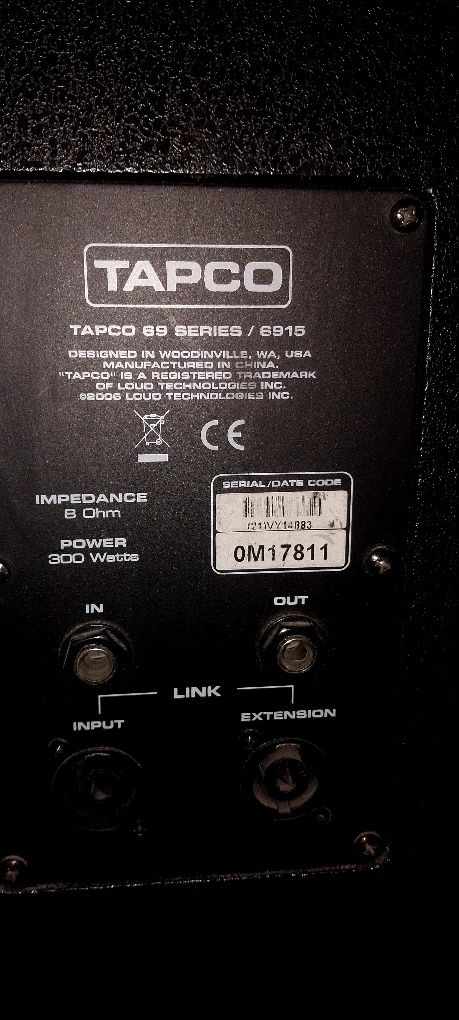 TAPCO
TAPCO 69 SERIES / 6915
DESIGNED IN WOODINVILLE, WA, USA
MANUFACTURED IN CHINA.
"TAPCO" IS A REGISTERED TRADEMARK
OF LOUD TECHNOLOGIES INC.
©2006 LOUD TECHNOLOGIES INC.
CE
IMPEDANCE
8 Ohm
POWER
300 Watts
SERIAL/DATE CODE
(21)VY14883
0M17811
IN
OUT
LINK
INPUT
EXTENSION